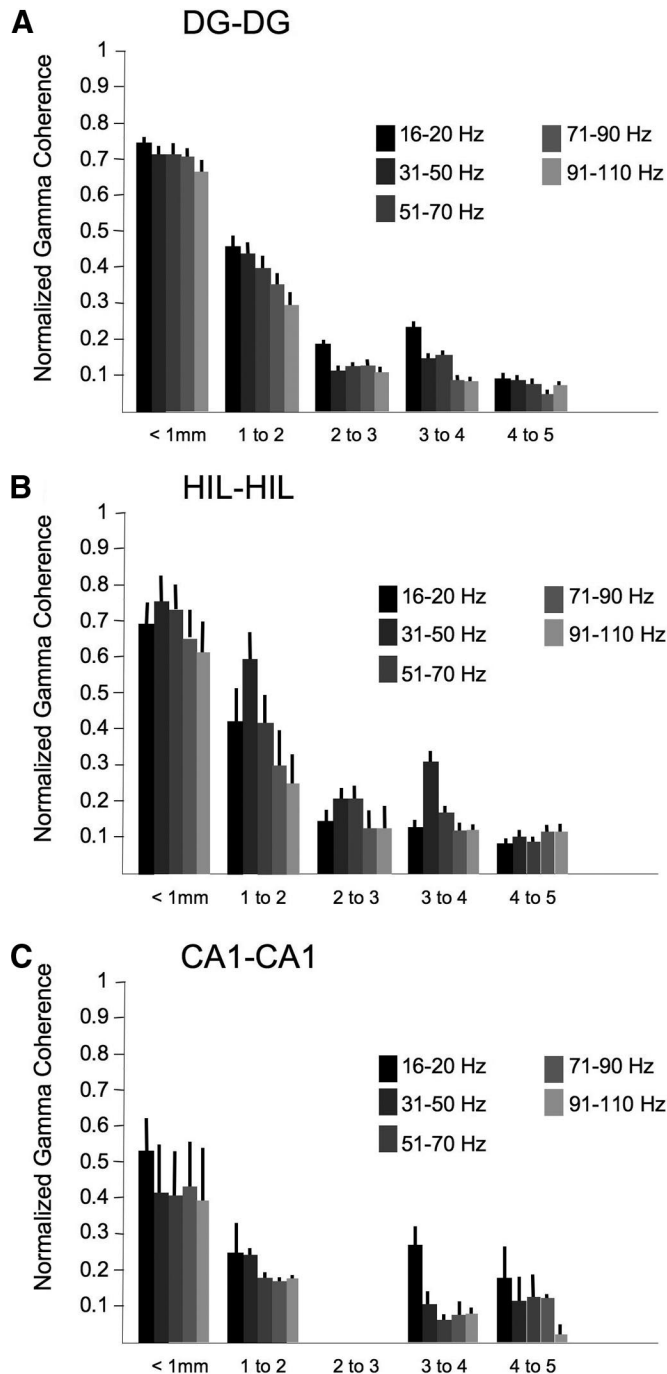 A
DG-DG
Normalized Gamma Coherence
1
0.9
0.8
0.7
0.6
0.5
0.4
0.3
0.2
0.1
16-20 Hz
31-50 Hz
51-70 Hz
71-90 Hz
91-110 Hz
< 1mm 1 to 2 2 to 3 3 to 4 4 to 5
B
HIL-HIL
Normalized Gamma Coherence
1
0.9
0.8
0.7
0.6
0.5
0.4
0.3
0.2
0.1
16-20 Hz
31-50 Hz
51-70 Hz
71-90 Hz
91-110 Hz
< 1mm 1 to 2 2 to 3 3 to 4 4 to 5
C
CA1-CA1
Normalized Gamma Coherence
1
0.9
0.8
0.7
0.6
0.5
0.4
0.3
0.2
0.1
16-20 Hz
31-50 Hz
51-70 Hz
71-90 Hz
91-110 Hz
< 1mm 1 to 2 2 to 3 3 to 4 4 to 5